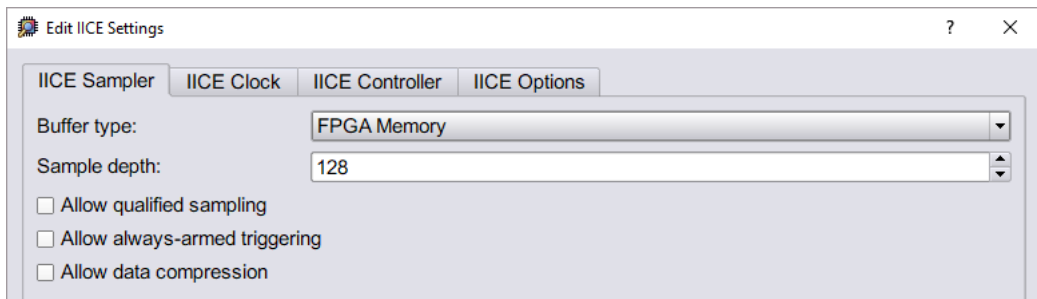 Edit IICE Settings ?
IICE Sampler IICE Clock IICE Controller IICE Options
Buffer type: FPGA Memory
Sample depth: 128
Allow qualified sampling
Allow always-armed triggering
Allow data compression